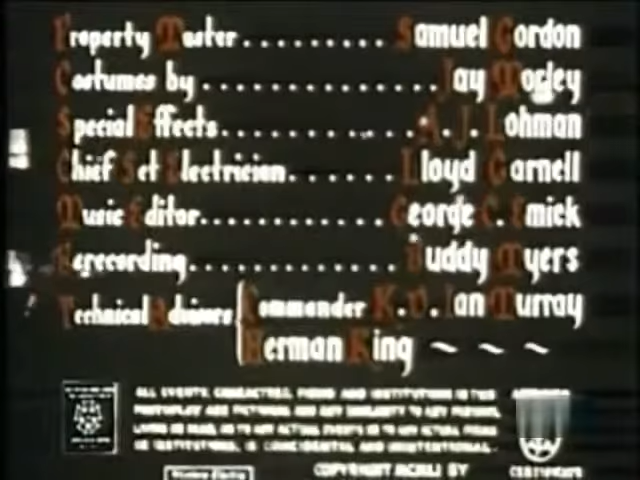 Property Master......... Samuel Gordon
Costumes by..............Jay Morley
Special Effects............A.J. Lohman
Chief Set Electrician...... Lloyd Garnell
Music Editor............ George C. Emick
Rerecording............. Buddy Myers
Technical Advisors Commander K.D. Ian Murray
Herman King ~ ~ ~
ALL EVENTS, CHARACTERS, FIRMS AND INSTITUTIONS IN THIS
PHOTOPLAY ARE FICTIONAL AND ANY SIMILARITY TO ANY PERSONS,
LIVING OR DEAD, OR TO ANY ACTUAL EVENTS OR TO ANY ACTUAL FIRMS
OR INSTITUTIONS, IS COINCIDENTAL AND UNINTENTIONAL.
COPYRIGHT MCMLI BY
CERTIFICATE